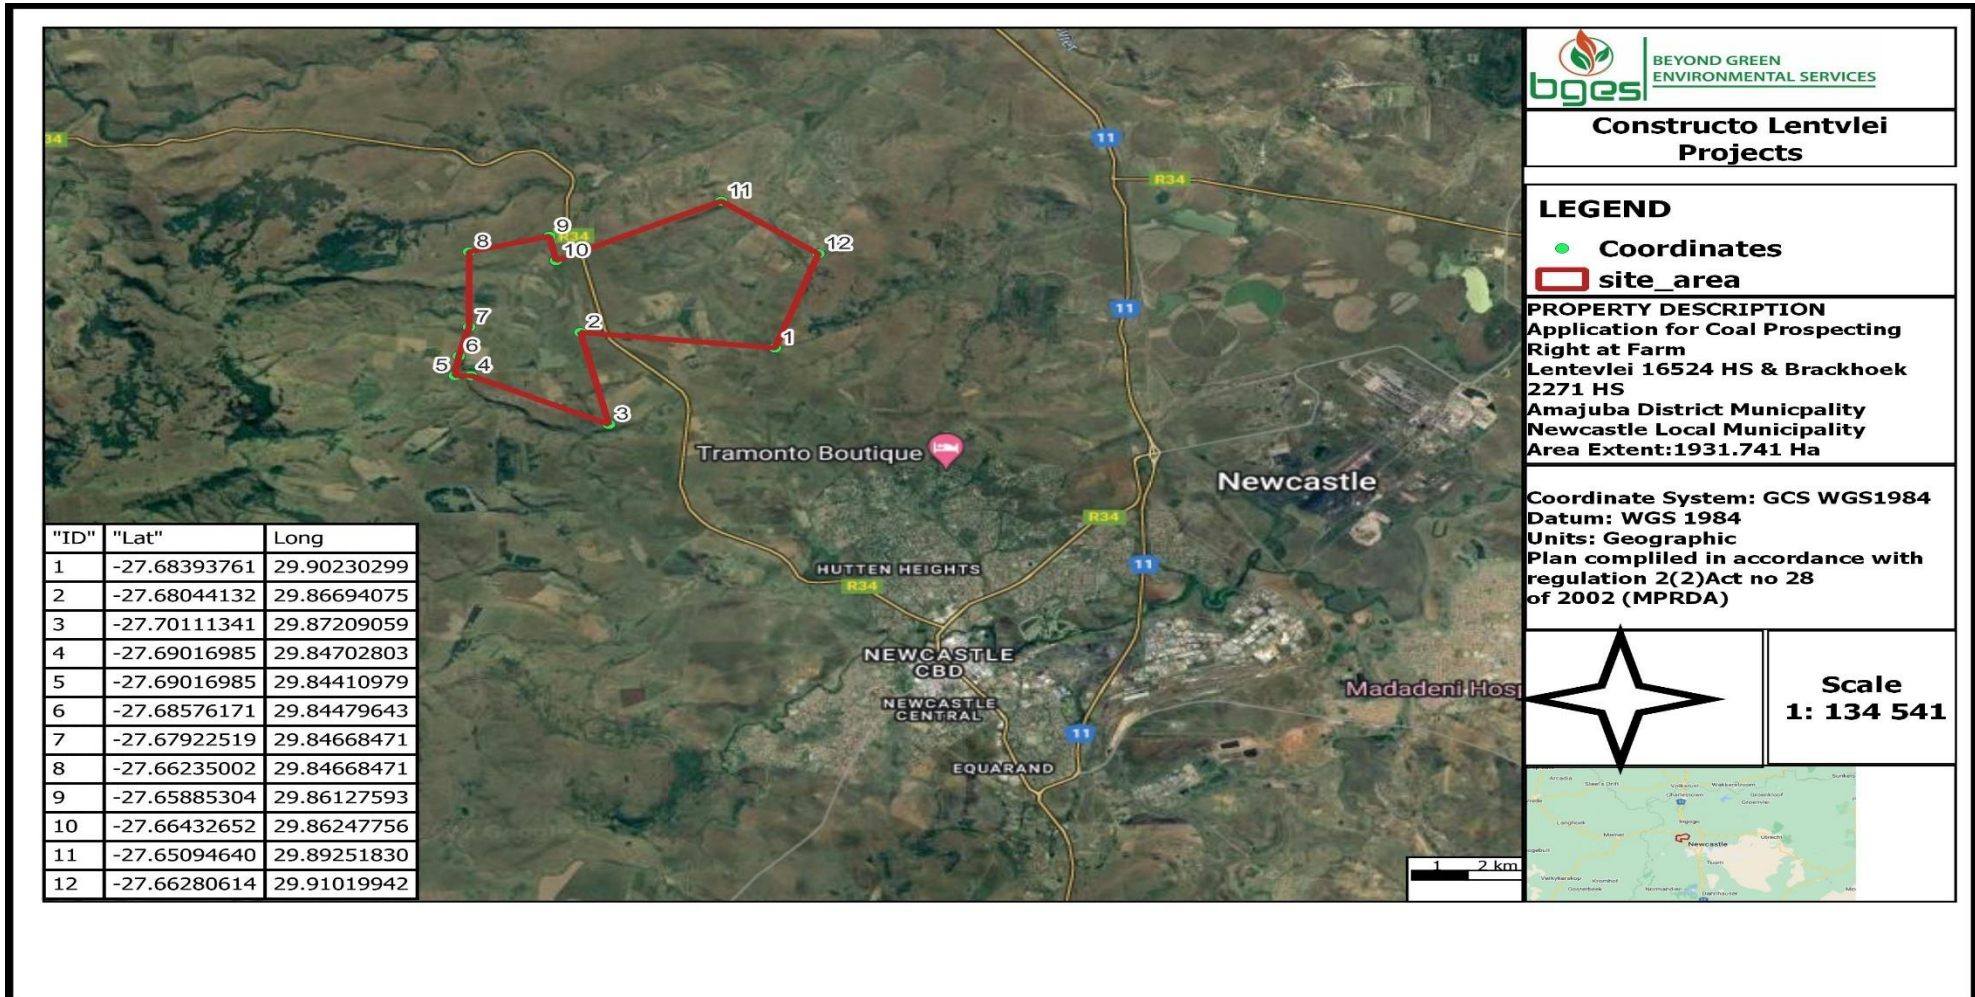 bges
BEYOND GREEN
ENVIRONMENTAL SERVICES
Constructo Lentvlei
Projects
LEGEND
Coordinates
site_area
PROPERTY DESCRIPTION
Application for Coal Prospecting
Right at Farm
Lentevlei 16524 HS & Brackhoek
2271 HS
Amajuba District Municpality
Newcastle Local Municipality
Area Extent:1931.741 Ha
Coordinate System: GCS WGS1984
Datum: WGS 1984
Units: Geographic
Plan compliled in accordance with
regulation 2(2)Act no 28
of 2002 (MPRDA)
Scale
1: 134 541
34
11
R34
11
9
R34
10
8
12
11
7
2
1
6
5
4
3
Tramonto Boutique
Newcastle
R34
HUTTEN HEIGHTS
R34
11
NEWCASTLE
CBD
NEWCASTLE
CENTRAL
Madadeni Hosp
11
EQUARAND
1 2 km
"ID" "Lat" Long
1 -27.68393761 29.90230299
2 -27.68044132 29.86694075
3 -27.70111341 29.87209059
4 -27.69016985 29.84702803
5 -27.69016985 29.84410979
6 -27.68576171 29.84479643
7 -27.67922519 29.84668471
8 -27.66235002 29.84668471
9 -27.65885304 29.86127593
10 -27.66432652 29.86247756
11 -27.65094640 29.89251830
12 -27.66280614 29.91019942
Newcastle
Utrecht